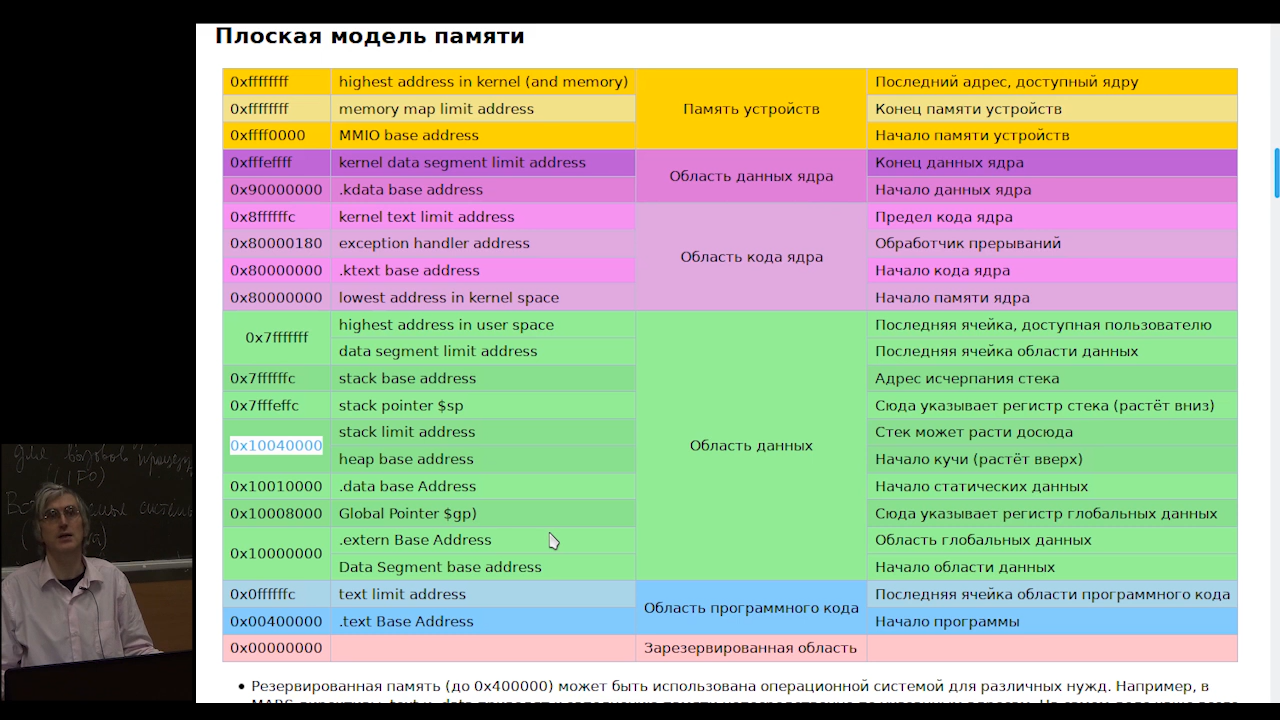 Плоская модель памяти
0xffffffff highest address in kernel (and memory) Последний адрес, доступный ядру
0xffffffff memory map limit address Память устройств Конец памяти устройств
0xffff0000 MMIO base address Начало памяти устройств
0xfffeffff kernel data segment limit address Конец данных ядра
Область данных ядра
0x90000000 .kdata base address Начало данных ядра
0x8ffffffc kernel text limit address Предел кода ядра
0x80000180 exception handler address Обработчик прерываний
Область кода ядра
0x80000000 .ktext base address Начало кода ядра
0x80000000 lowest address in kernel space Начало памяти ядра
0x7fffffff highest address in user space Последняя ячейка, доступная пользователю
data segment limit address Последняя ячейка области данных
0x7ffffffc stack base address Адрес исчерпания стека
0x7fffeffc stack pointer $sp Сюда указывает регистр стека (растёт вниз)
0x10040000 stack limit address Стек может расти досюда
Область данных
heap base address Начало кучи (растёт вверх)
0x10010000 .data base Address Начало статических данных
0x10008000 Global Pointer $gp) Сюда указывает регистр глобальных данных
0x10000000 .extern Base Address Область глобальных данных
Data Segment base address Начало области данных
0x0ffffffc text limit address Последняя ячейка области программного кода
Область программного кода
0x00400000 .text Base Address Начало программы
0x00000000 Зарезервированная область
• Резервированная память (до 0x400000) может быть использована операционной системой для различных нужд. Например, в